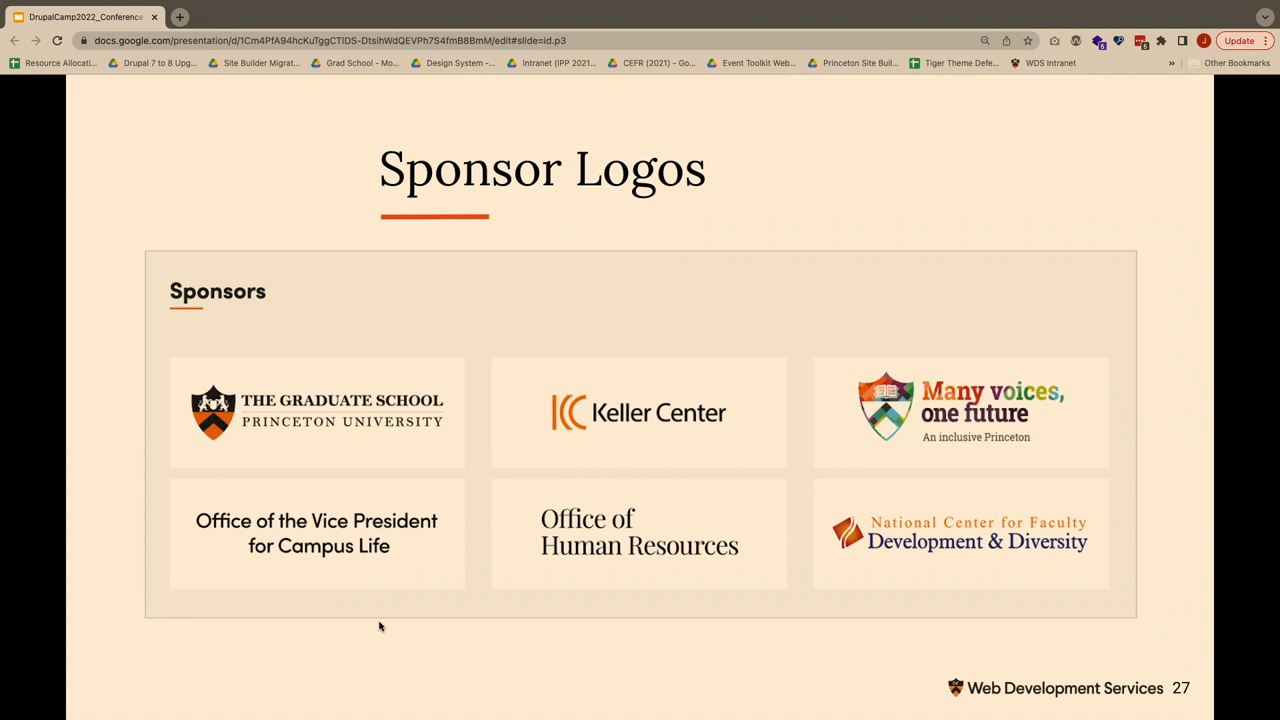 DrupalCamp2022_Conference
docs.google.com/presentation/d/1Cm4PfA94hcKuTggCTlDS-DtsihWdQEVPh7S4fmB8BmM/edit#slide=id.p3
6
6
J
Update
Resource Allocati...
Drupal 7 to 8 Upg...
Site Builder Migrat...
Grad School - Mo...
Design System -...
Intranet (IPP 2021...
CEFR (2021) - Go...
Event Toolkit Web...
Princeton Site Buil...
Tiger Theme Defe...
WDS Intranet
»
Other Bookmarks
Sponsor Logos
Sponsors
THE GRADUATE SCHOOL
PRINCETON UNIVERSITY
Keller Center
Many voices,
one future
An inclusive Princeton
Office of the Vice President
for Campus Life
Office of
Human Resources
National Center for Faculty
Development & Diversity
Web Development Services 27